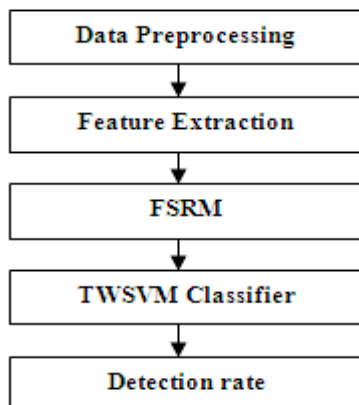 Data Preprocessing
Feature Extraction
FSRM
TWSVM Classifier
Detection rate